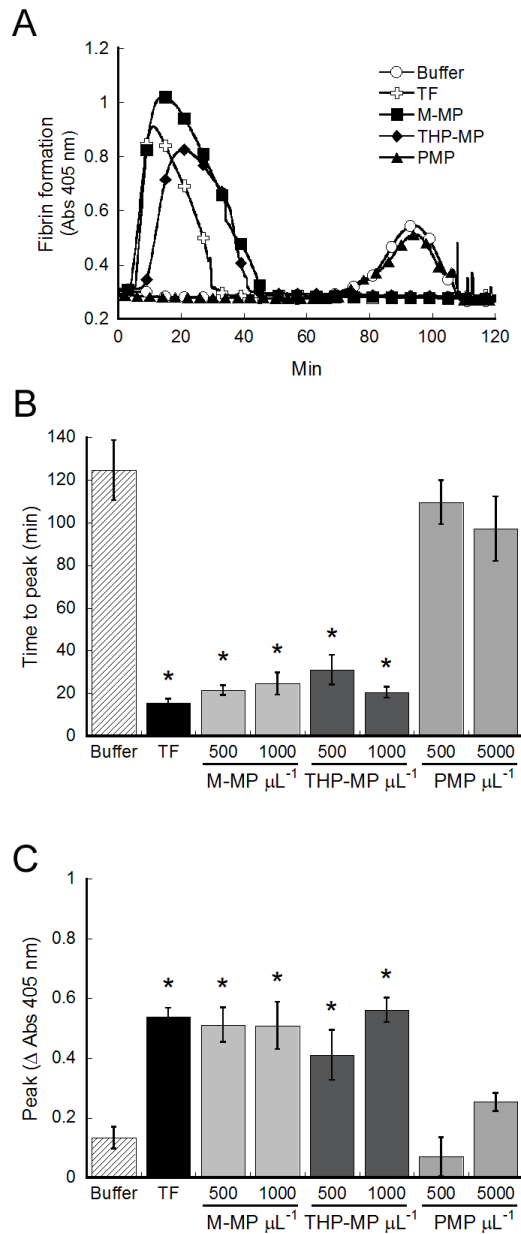 A
Fibrin formation
(Abs 405 nm)
1.2
1
0.8
0.6
0.4
0.2
Buffer
TF
M-MP
THP-MP
PMP
0 20 40 60 80 100 120
Min
B
Time to peak (min)
140
120
100
80
60
40
20
0
* * * * *
Buffer TF 500 1000 500 1000 500 5000
M-MP μL⁻¹ THP-MP μL⁻¹ PMP μL⁻¹
C
Peak (Δ Abs 405 nm)
1
0.8
0.6
0.4
0.2
0
* * * * *
Buffer TF 500 1000 500 1000 500 5000
M-MP μL⁻¹ THP-MP μL⁻¹ PMP μL⁻¹